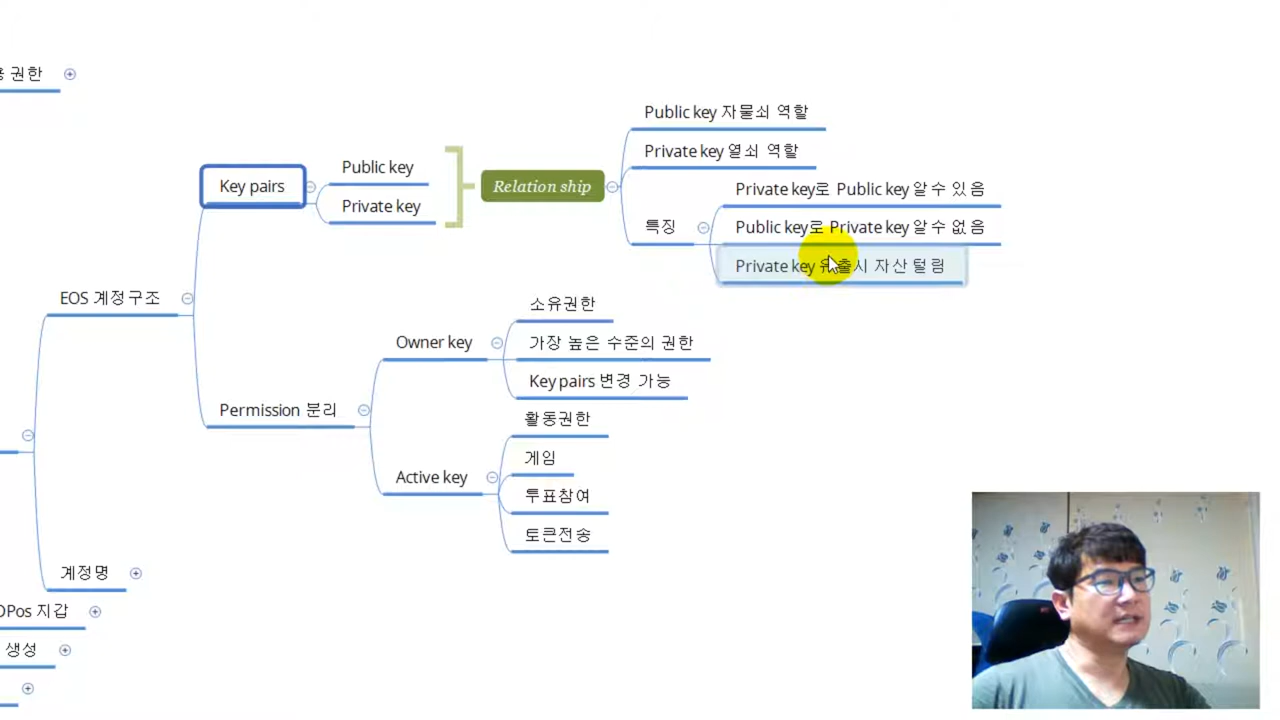 용 권한
Key pairs
Public key
Private key
Relation ship
Public key 자물쇠 역할
Private key 열쇠 역할
특징
Private key로 Public key 알 수 있음
Public key로 Private key 알 수 없음
Private key 유출시 자산 털림
EOS 계정구조
Permission 분리
Owner key
소유권한
가장 높은 수준의 권한
Key pairs 변경 가능
Active key
활동권한
게임
투표참여
토큰전송
계정명
DPos 지갑
생성